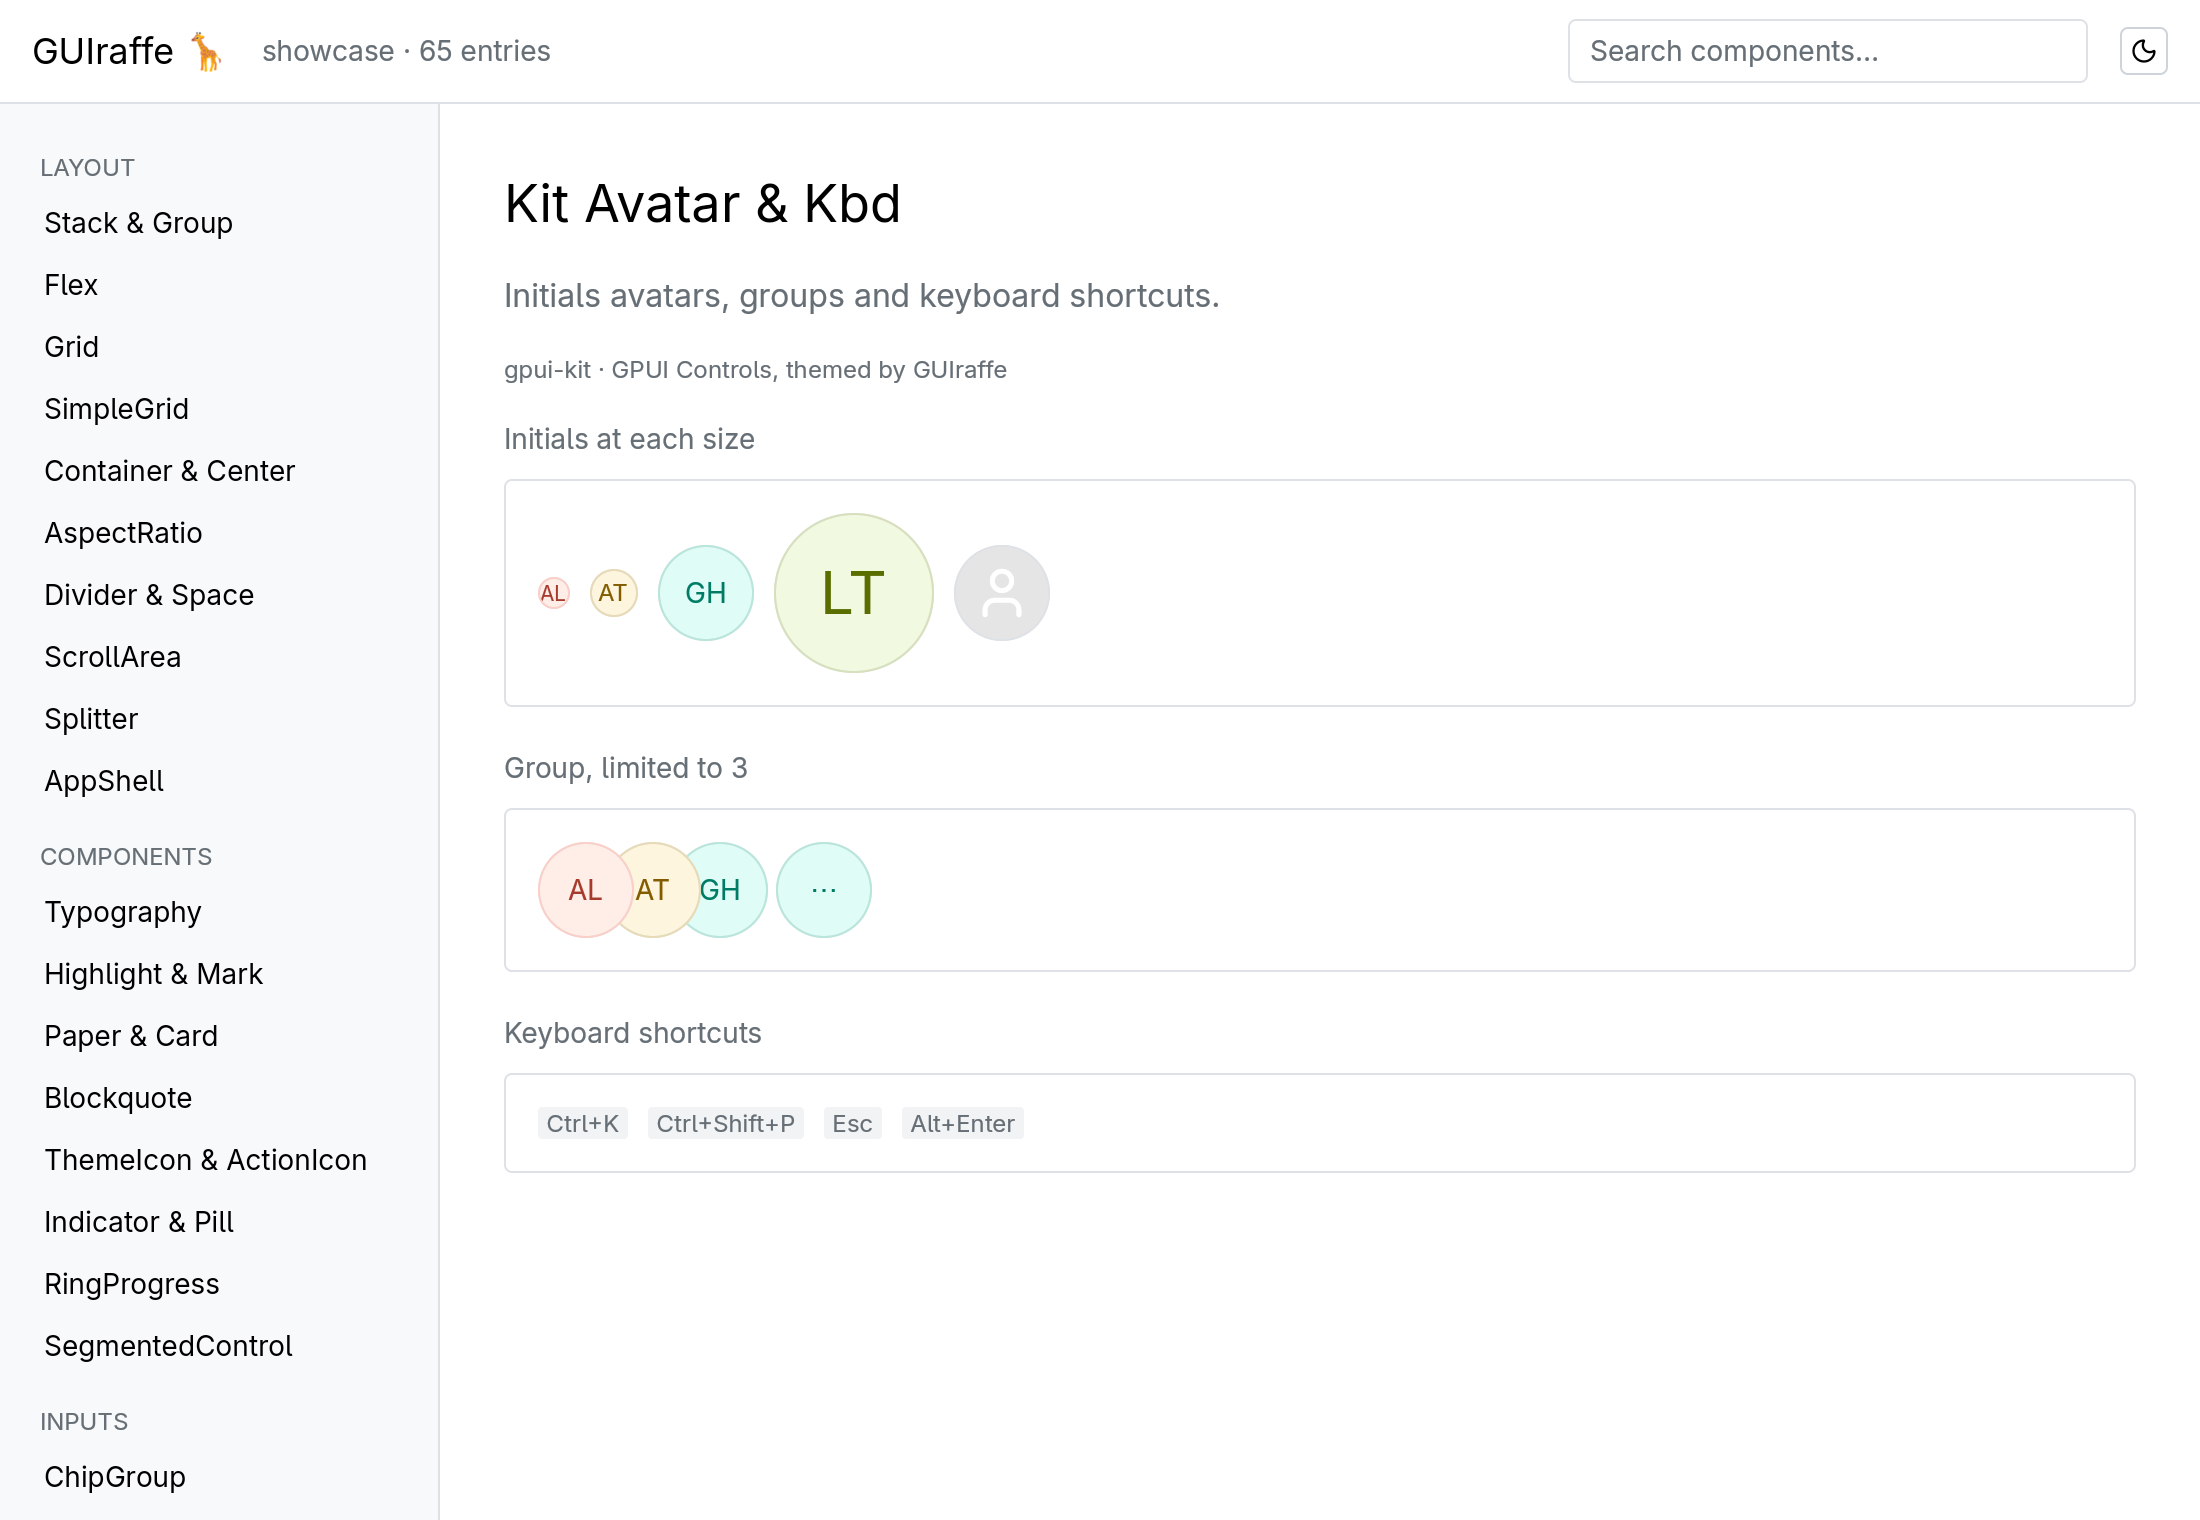 GUIraffe 🦒 showcase · 65 entries
Search components...
LAYOUT
Stack & Group
Flex
Grid
SimpleGrid
Container & Center
AspectRatio
Divider & Space
ScrollArea
Splitter
AppShell
COMPONENTS
Typography
Highlight & Mark
Paper & Card
Blockquote
ThemeIcon & ActionIcon
Indicator & Pill
RingProgress
SegmentedControl
INPUTS
ChipGroup
Kit Avatar & Kbd
Initials avatars, groups and keyboard shortcuts.
gpui-kit · GPUI Controls, themed by GUIraffe
Initials at each size
AL AT GH LT
Group, limited to 3
AL AT GH ⋯
Keyboard shortcuts
Ctrl+K Ctrl+Shift+P Esc Alt+Enter